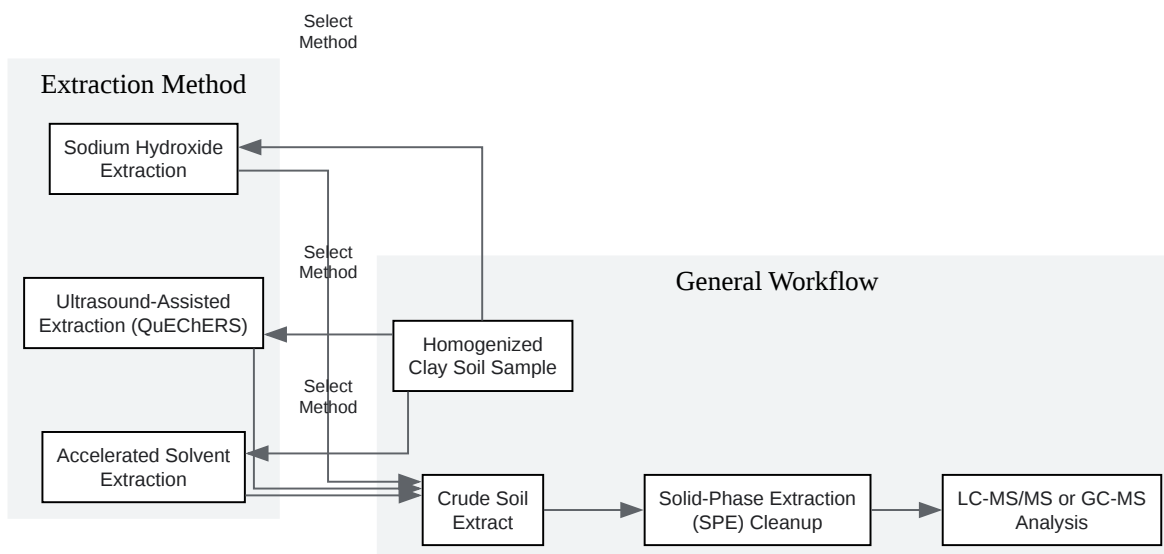 Select
Method
Extraction Method
Sodium Hydroxide
Extraction
Select
Method
General Workflow
Ultrasound-Assisted
Extraction (QuEChERS)
Homogenized
Clay Soil Sample
Select
Method
Accelerated Solvent
Extraction
Crude Soil
Extract
Solid-Phase Extraction
(SPE) Cleanup
LC-MS/MS or GC-MS
Analysis